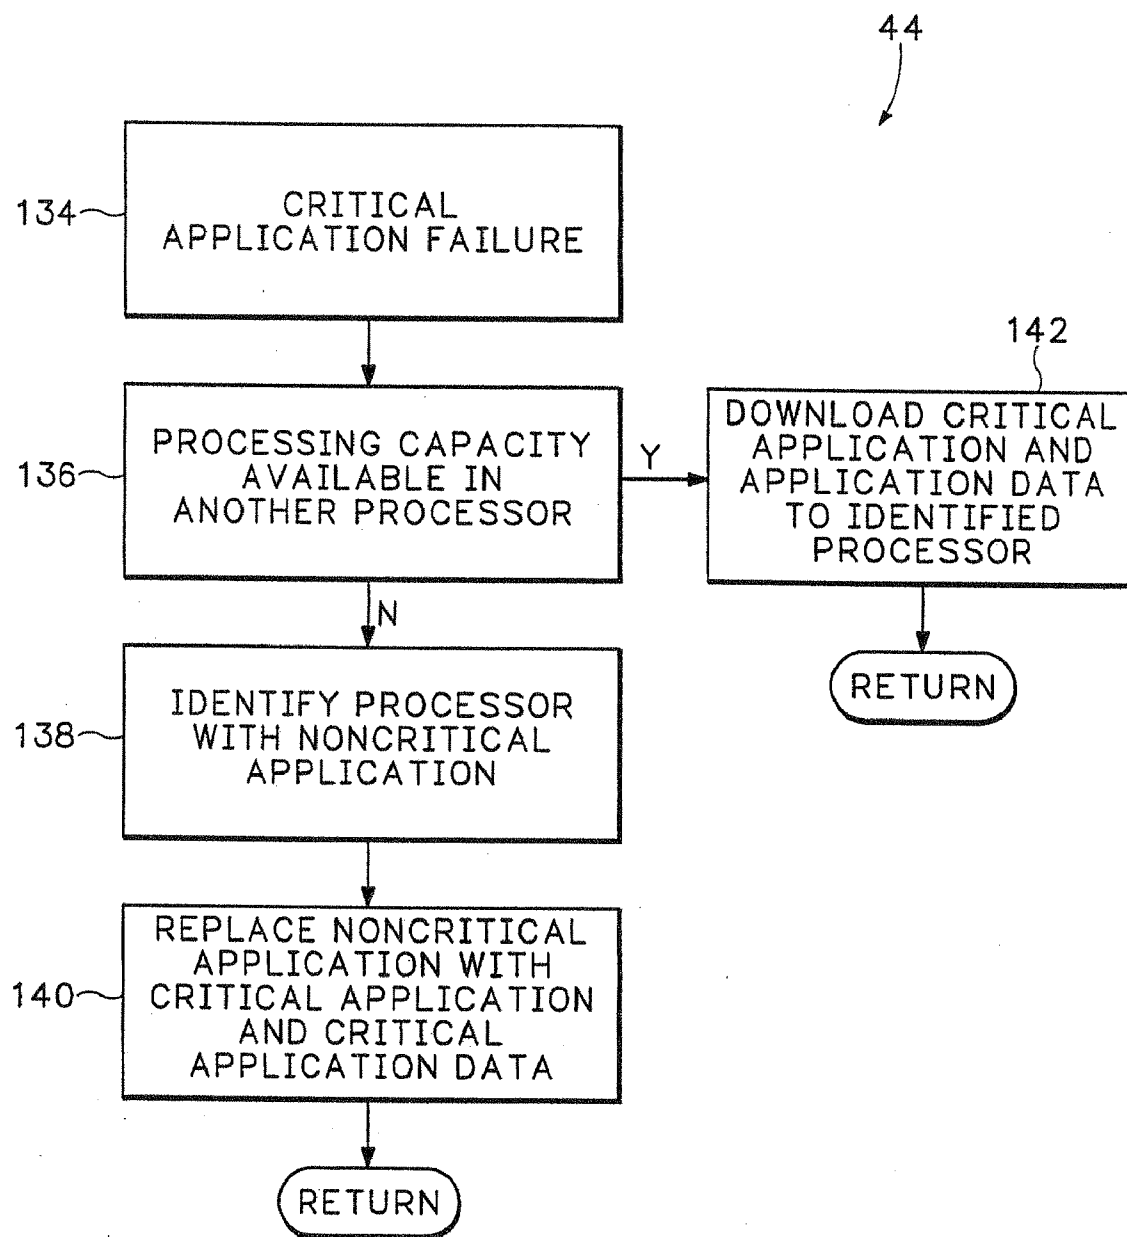 44
134
CRITICAL
APPLICATION FAILURE
136
PROCESSING CAPACITY
AVAILABLE IN
ANOTHER PROCESSOR
Y
142
DOWNLOAD CRITICAL
APPLICATION AND
APPLICATION DATA
TO IDENTIFIED
PROCESSOR
RETURN
N
138
IDENTIFY PROCESSOR
WITH NONCRITICAL
APPLICATION
140
REPLACE NONCRITICAL
APPLICATION WITH
CRITICAL APPLICATION
AND CRITICAL
APPLICATION DATA
RETURN